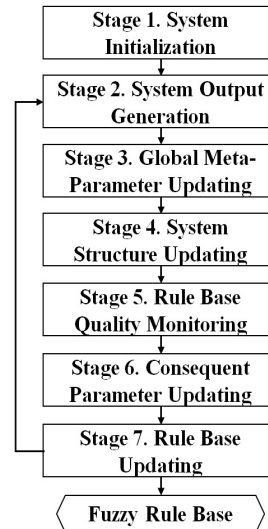 Stage 1. System
Initialization
Stage 2. System Output
Generation
Stage 3. Global Meta-
Parameter Updating
Stage 4. System
Structure Updating
Stage 5. Rule Base
Quality Monitoring
Stage 6. Consequent
Parameter Updating
Stage 7. Rule Base
Updating
Fuzzy Rule Base